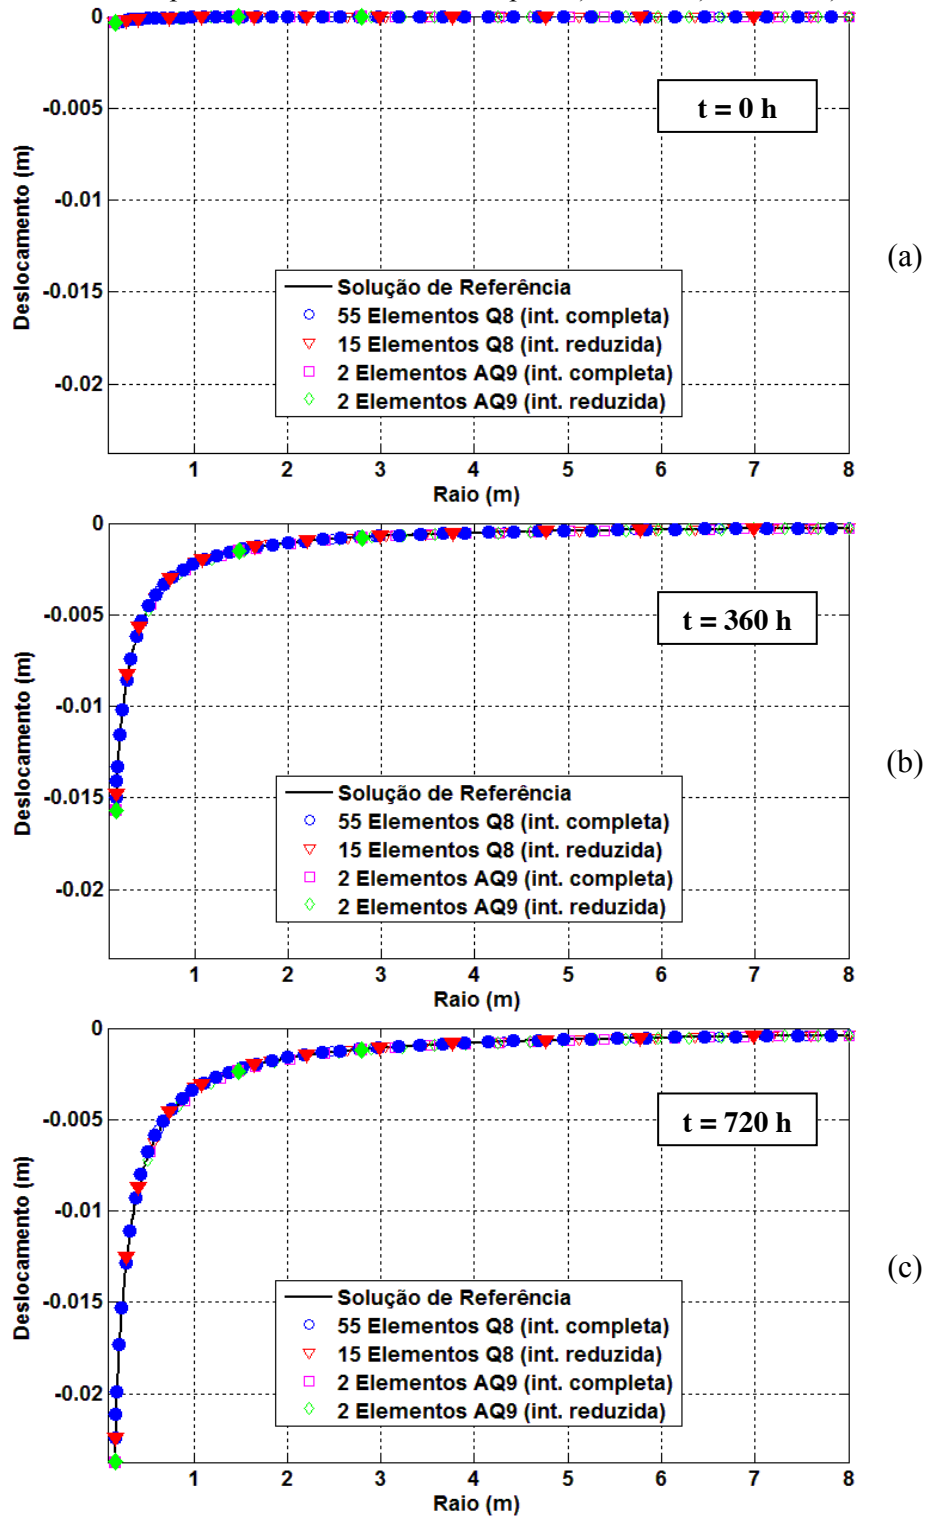 0
-0.005
t = 0 h
-0.01
(a)
-0.015
Solução de Referência
55 Elementos Q8 (int. completa)
15 Elementos Q8 (int. reduzida)
2 Elementos AQ9 (int. completa)
2 Elementos AQ9 (int. reduzida)
-0.02
Deslocamento (m)
1 2 3 4 5 6 7 8
Raio (m)
0
-0.005
t = 360 h
-0.01
(b)
-0.015
Solução de Referência
55 Elementos Q8 (int. completa)
15 Elementos Q8 (int. reduzida)
2 Elementos AQ9 (int. completa)
2 Elementos AQ9 (int. reduzida)
-0.02
Deslocamento (m)
1 2 3 4 5 6 7 8
Raio (m)
0
-0.005
t = 720 h
-0.01
(c)
-0.015
Solução de Referência
55 Elementos Q8 (int. completa)
15 Elementos Q8 (int. reduzida)
2 Elementos AQ9 (int. completa)
2 Elementos AQ9 (int. reduzida)
-0.02
Deslocamento (m)
1 2 3 4 5 6 7 8
Raio (m)